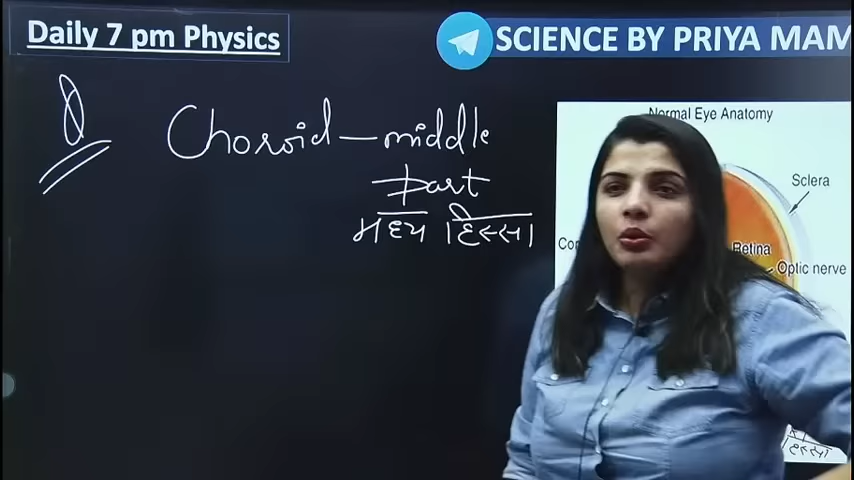 Daily 7 pm Physics
SCIENCE BY PRIYA MAM
Choroid – middle
part
मध्य हिस्सा
Normal Eye Anatomy
Sclera
Retina
Optic nerve
हिस्सा